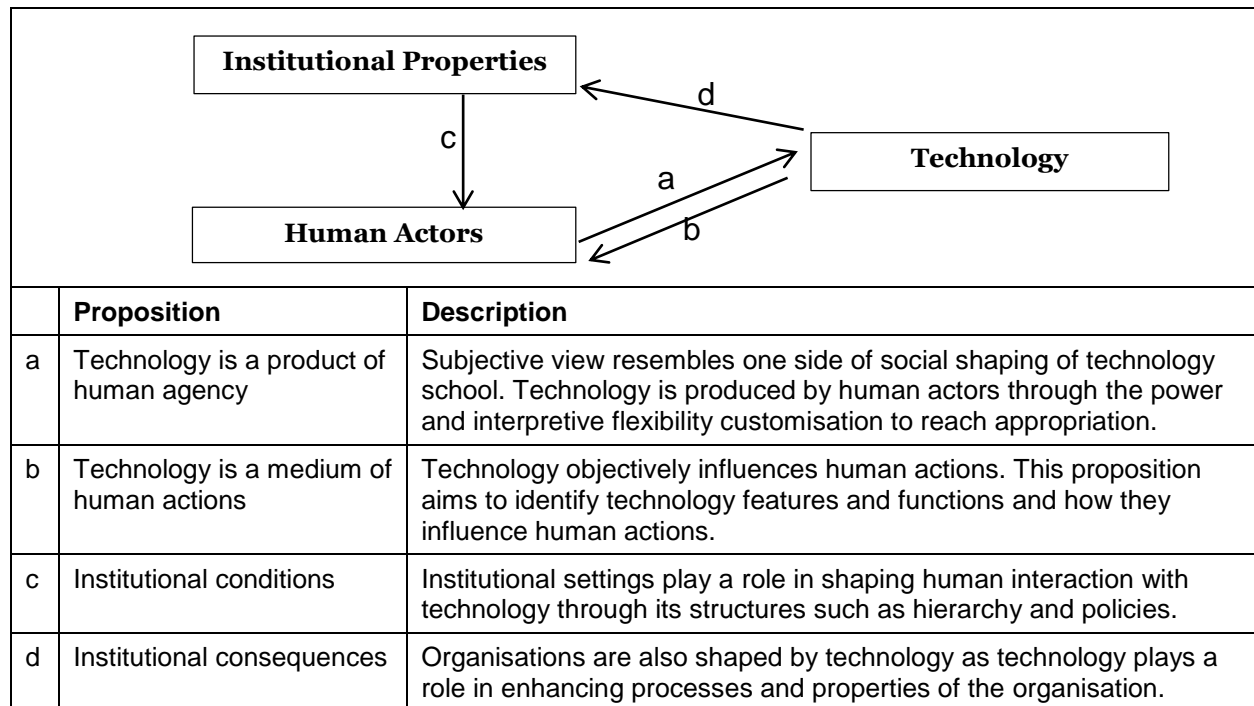 Institutional Properties
d
c
Technology
a
Human Actors
b
Proposition Description
a Technology is a product of Subjective view resembles one side of social shaping of technology
human agency school. Technology is produced by human actors through the power
and interpretive flexibility customisation to reach appropriation.
b Technology is a medium of Technology objectively influences human actions. This proposition
human actions aims to identify technology features and functions and how they
influence human actions.
c Institutional conditions Institutional settings play a role in shaping human interaction with
technology through its structures such as hierarchy and policies.
d Institutional consequences Organisations are also shaped by technology as technology plays a
role in enhancing processes and properties of the organisation.